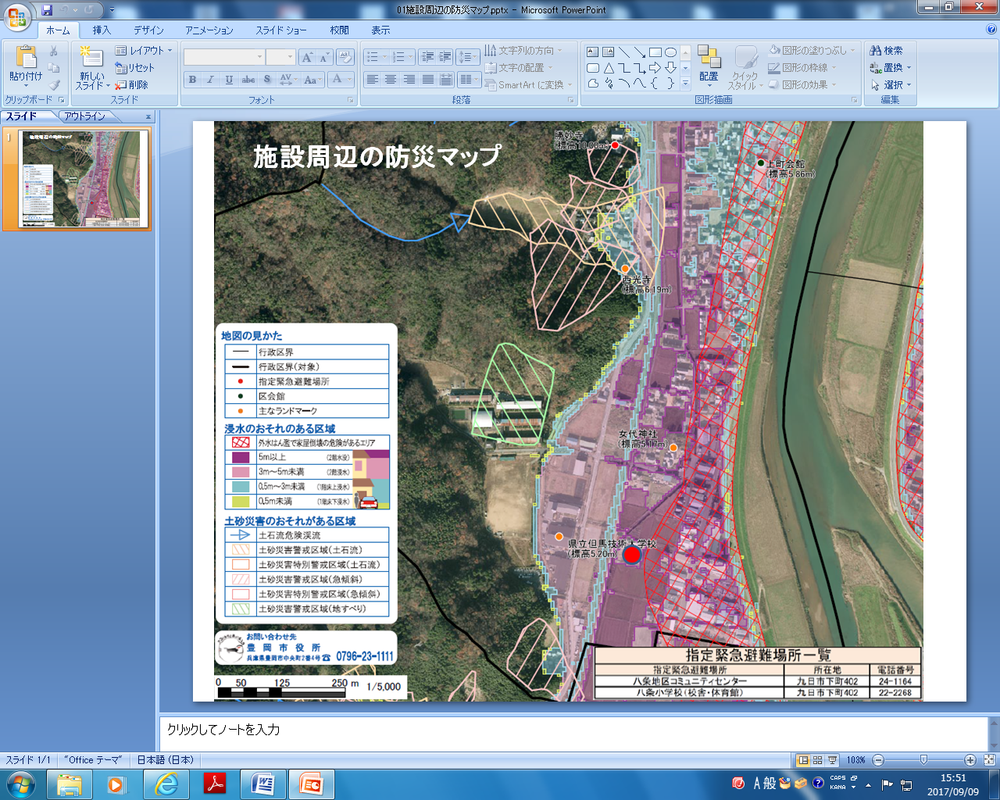 01施設周辺の防災マップ.pptx - Microsoft PowerPoint
ホーム 挿入 デザイン アニメーション スライド ショー 校閲 表示
貼り付け
クリップボード
新しい
スライド
レイアウト
リセット
削除
スライド
B I U abc S AV Aa A
フォント
文字列の方向
文字の配置
SmartArt に変換
段落
配置
クイック
スタイル
図形の塗りつぶし
図形の枠線
図形の効果
図形描画
検索
置換
選択
編集
スライド アウトライン
1
施設周辺の防災マップ
勝妙寺
(標高10.00m)
上町会館
(標高5.86m)
西光寺
(標高6.19m)
女代神社
(標高5.17m)
県立但馬技術大学校
(標高5.20m)
地図の見かた
行政区界
行政区界(対象)
指定緊急避難場所
区会館
主なランドマーク
浸水のおそれのある区域
外水はん濫で家屋倒壊の危険があるエリア
5m以上 (2階水没)
3m～5m未満 (2階浸水)
0.5m～3m未満 (1階床上浸水)
0.5m未満 (1階床下浸水)
土砂災害のおそれがある区域
土石流危険渓流
土砂災害警戒区域(土石流)
土砂災害特別警戒区域(土石流)
土砂災害警戒区域(急傾斜)
土砂災害特別警戒区域(急傾斜)
土砂災害警戒区域(地すべり)
お問い合わせ先
豊岡市役所
兵庫県豊岡市中央町2番4号 ☎ 0796-23-1111
0 50 125 250 m 1/5,000
指定緊急避難場所一覧
指定緊急避難場所 所在地 電話番号
八条地区コミュニティセンター 九日市下町402 24-1164
八条小学校(校舎・体育館) 九日市下町402 22-2268
クリックしてノートを入力
スライド 1/1 "Office テーマ" 日本語 (日本) 103%
A 般 CAPS KANA
15:51
2017/09/09